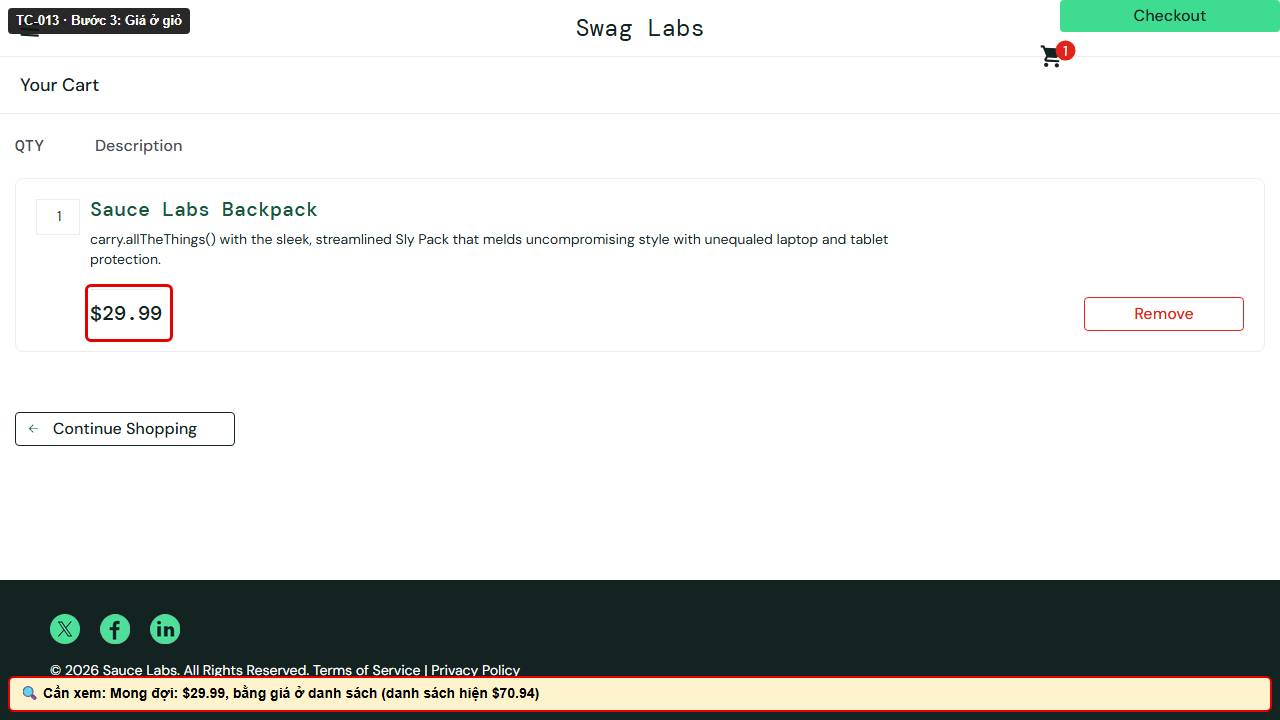 TC-013 · Bước 3: Giá ở giỏ
Swag Labs
Checkout
1
Your Cart
QTY Description
1
Sauce Labs Backpack
carry.allTheThings() with the sleek, streamlined Sly Pack that melds uncompromising style with unequaled laptop and tablet
protection.
$29.99
Remove
← Continue Shopping
© 2026 Sauce Labs. All Rights Reserved. Terms of Service | Privacy Policy
🔍 Cần xem: Mong đợi: $29.99, bằng giá ở danh sách (danh sách hiện $70.94)